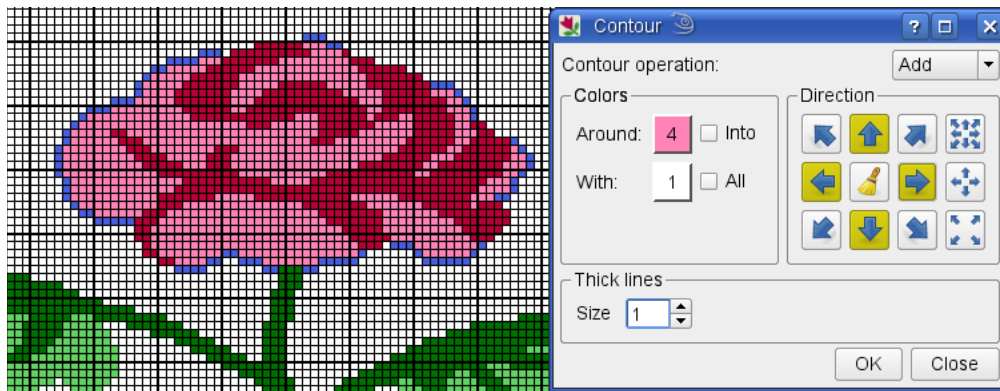 Contour
?
Contour operation:
Add
Colors
Direction
Around:
4
Into
With:
1
All
Thick lines
Size
1
OK
Close